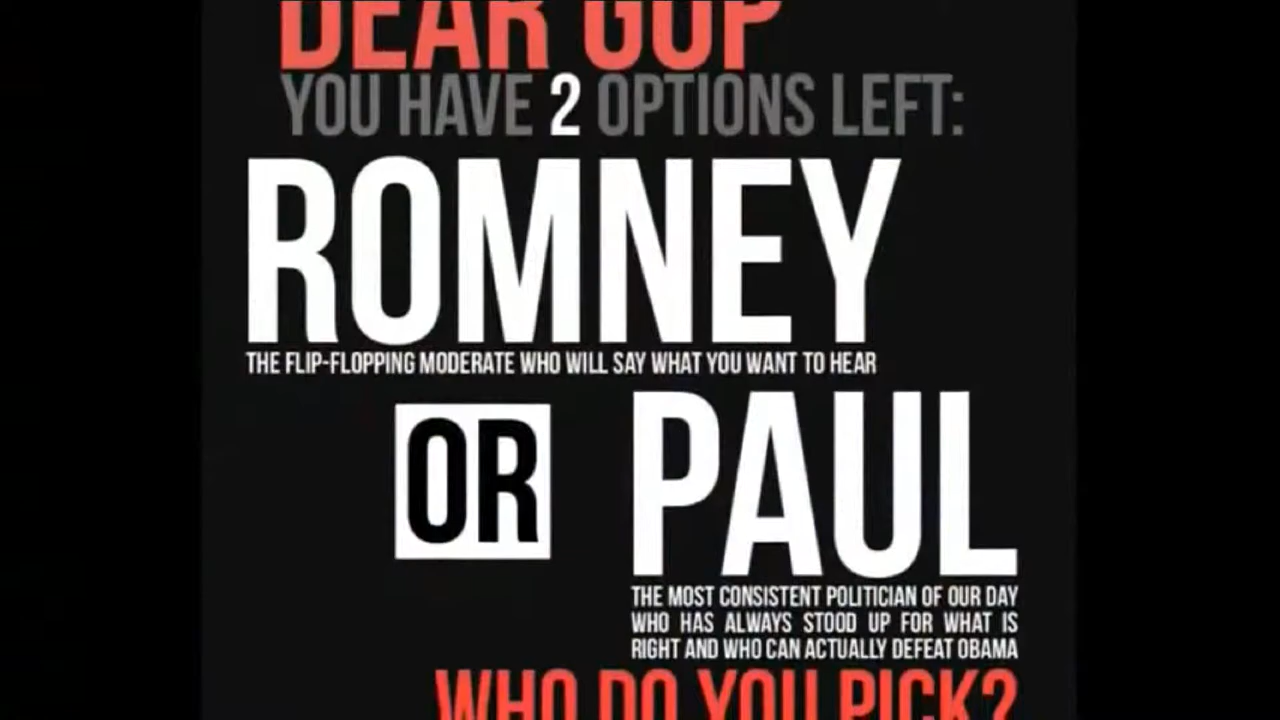 DEAR GOP
YOU HAVE 2 OPTIONS LEFT:
ROMNEY
THE FLIP-FLOPPING MODERATE WHO WILL SAY WHAT YOU WANT TO HEAR
OR
PAUL
THE MOST CONSISTENT POLITICIAN OF OUR DAY
WHO HAS ALWAYS STOOD UP FOR WHAT IS
RIGHT AND WHO CAN ACTUALLY DEFEAT OBAMA
WHO DO YOU PICK?